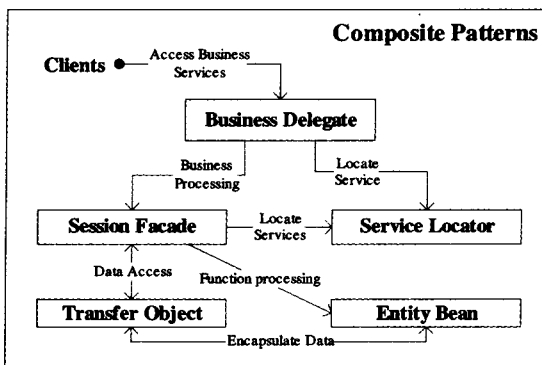 Composite Patterns
Clients
Access Business
Services
Business Delegate
Business
Processing
Locate
Service
Session Facade
Locate
Services
Service Locator
Data Access
Function processing
Transfer Object
Entity Bean
Encapsulate Data